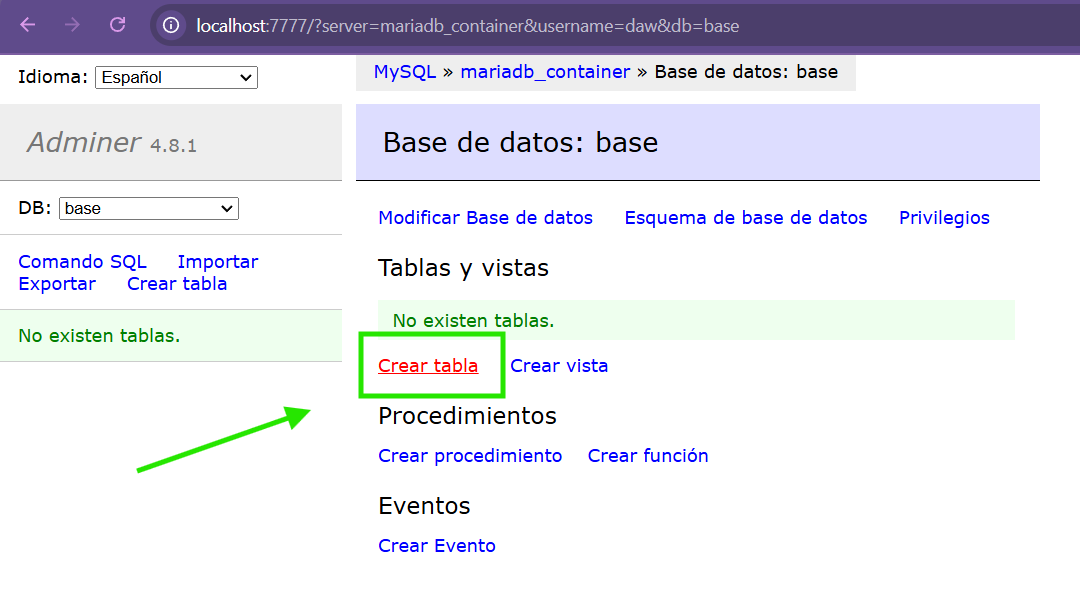 localhost:7777/?server=mariadb_container&username=daw&db=base
Idioma: Español
MySQL » mariadb_container » Base de datos: base
Adminer 4.8.1
Base de datos: base
DB: base
Comando SQL Importar
Exportar Crear tabla
No existen tablas.
Modificar Base de datos Esquema de base de datos Privilegios
Tablas y vistas
No existen tablas.
Crear tabla Crear vista
Procedimientos
Crear procedimiento Crear función
Eventos
Crear Evento